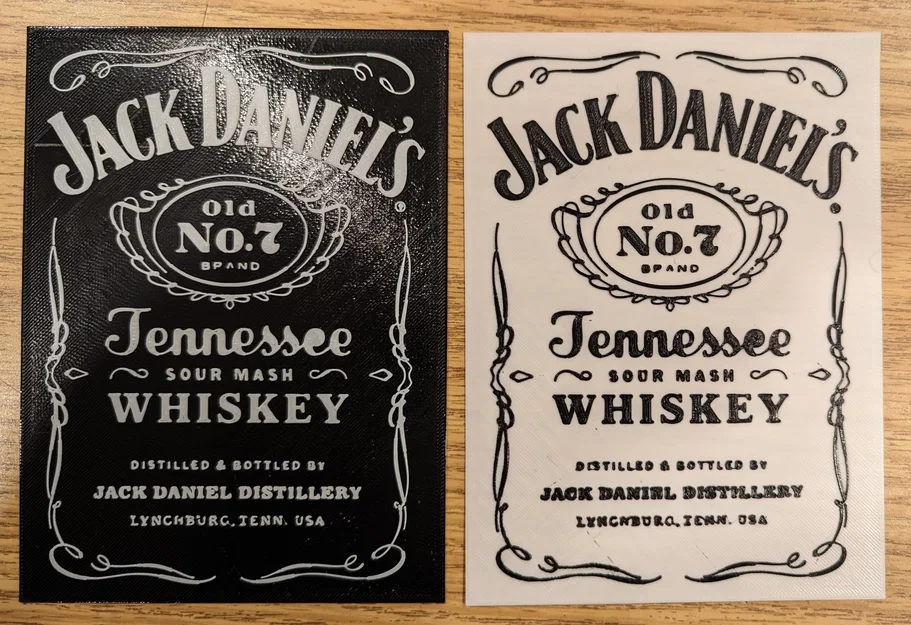 JACK DANIEL'S
®
Old
No.7
BRAND
Tennessee
SOUR MASH
WHISKEY
DISTILLED & BOTTLED BY
JACK DANIEL DISTILLERY
LYNCHBURG, TENN. USA
JACK DANIEL'S
®
Old
No.7
BRAND
Tennessee
SOUR MASH
WHISKEY
DISTILLED & BOTTLED BY
JACK DANIEL DISTILLERY
LYNCHBURG, TENN. USA